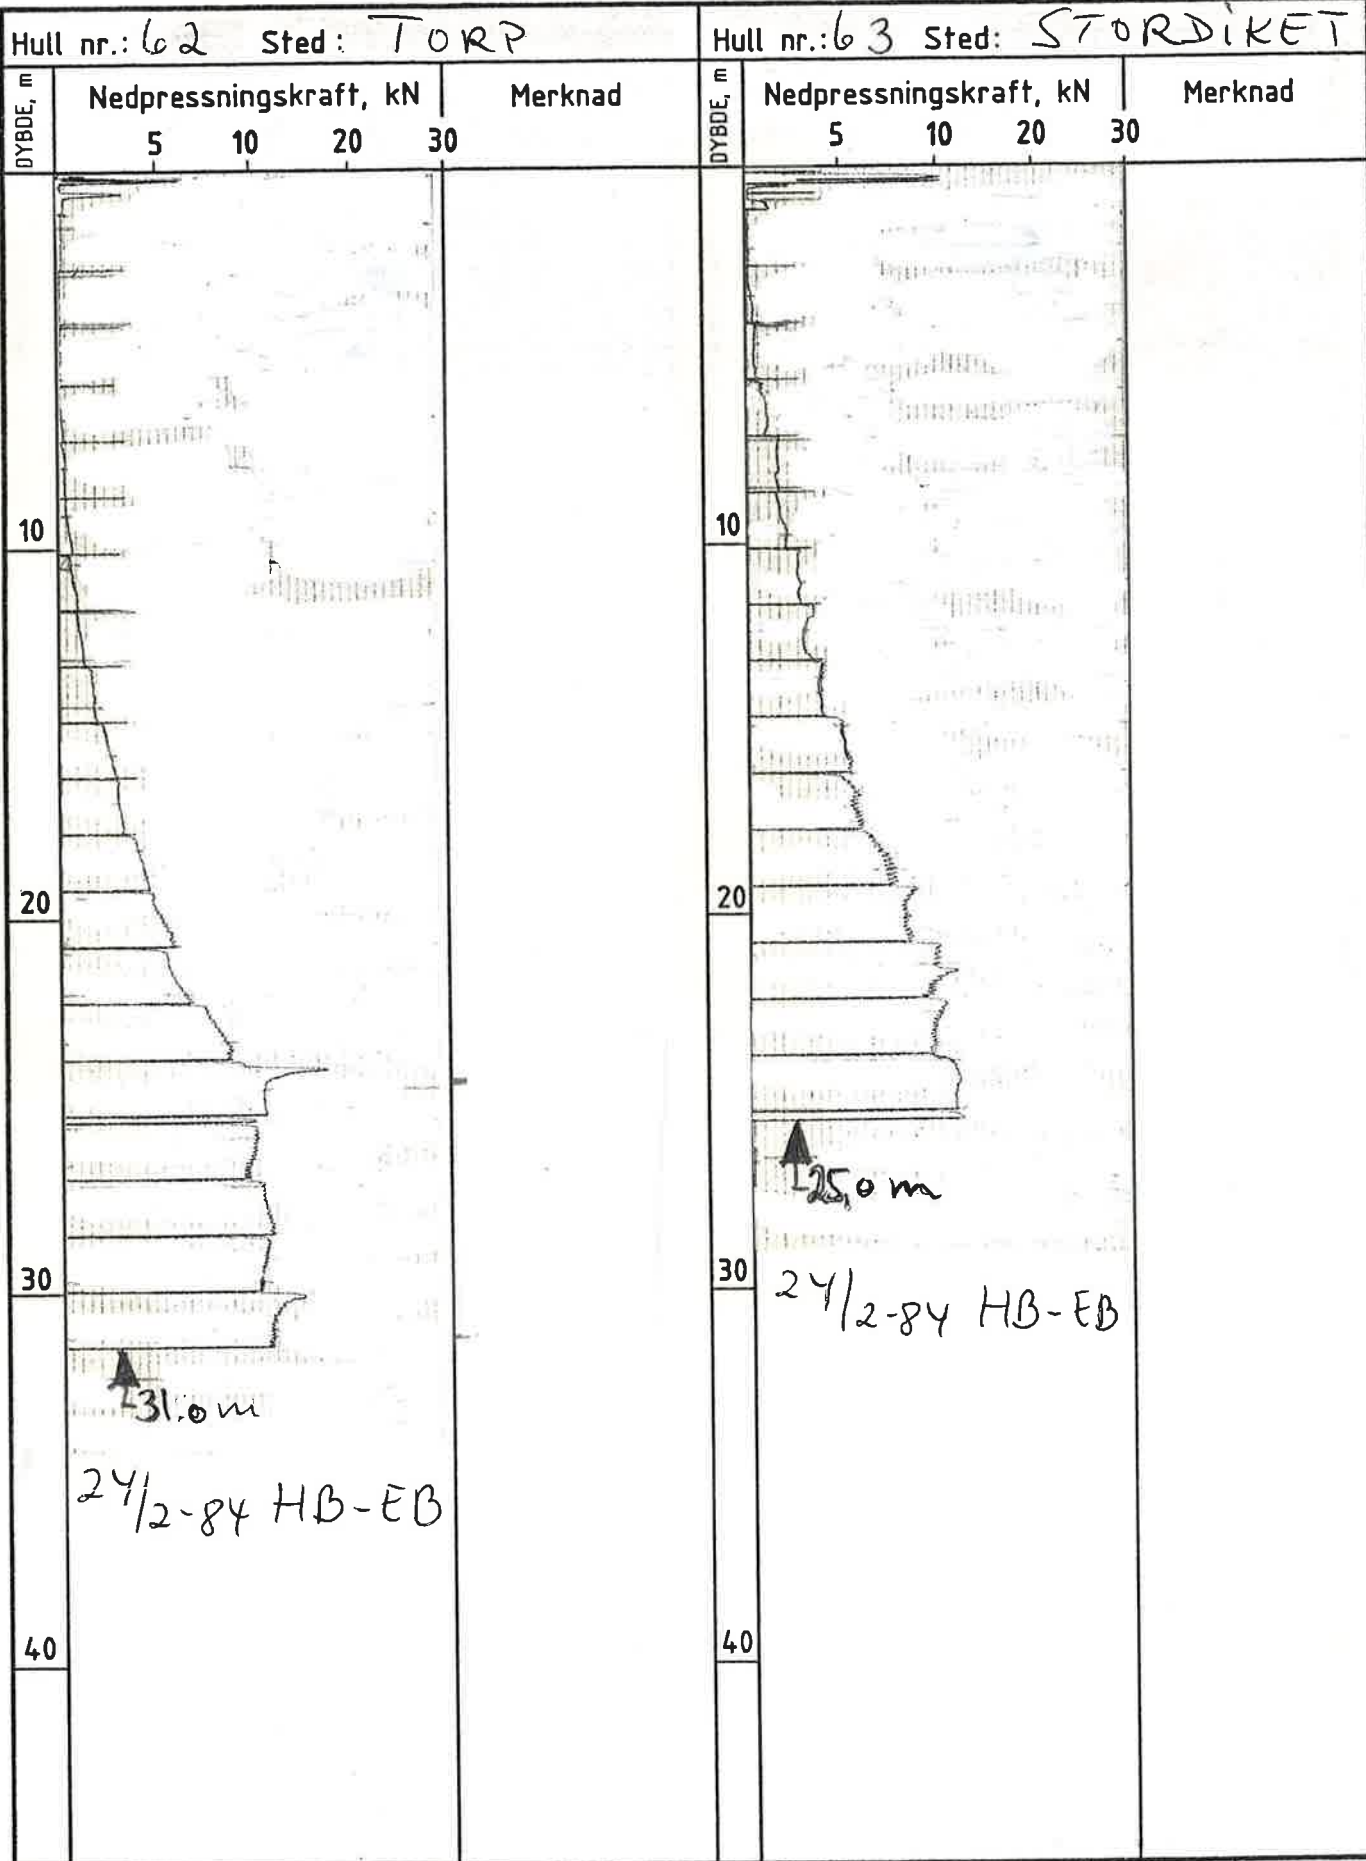 Hull nr.: 62 Sted: TORP
DYBDE, m
Nedpressningskraft, kN
Merknad
5 10 20 30
10
20
30
40
31.0 m
24/2-84 HB-EB
Hull nr.: 63 Sted: STORDIKET
DYBDE, m
Nedpressningskraft, kN
Merknad
5 10 20 30
10
20
30
40
25,0 m
24/2-84 HB-EB